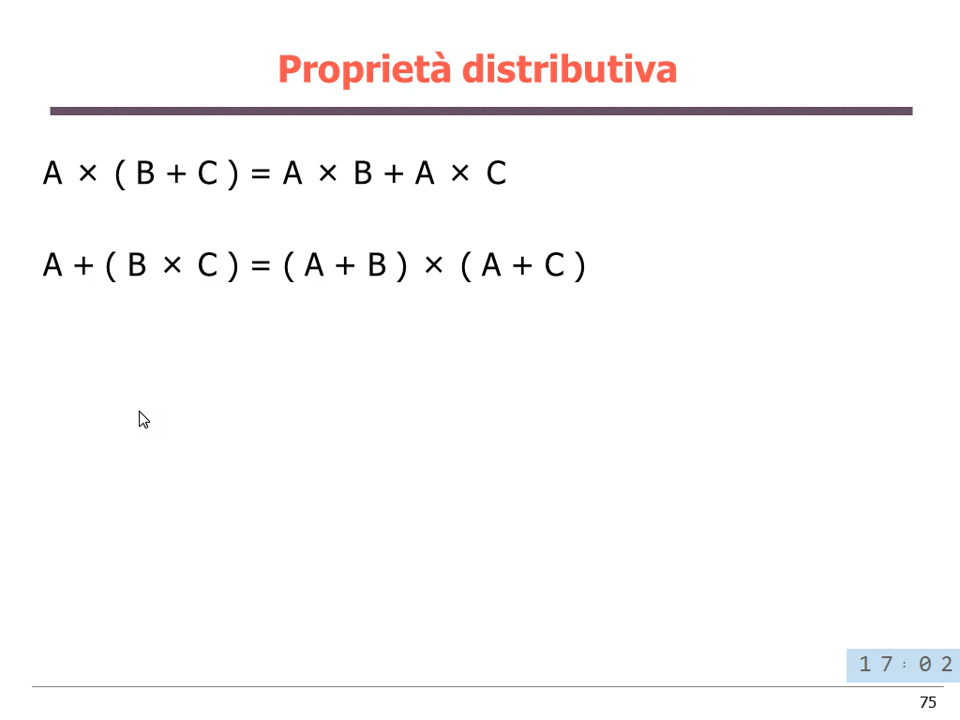 Proprietà distributiva
A × ( B + C ) = A × B + A × C
A + ( B × C ) = ( A + B ) × ( A + C )
17:02
75